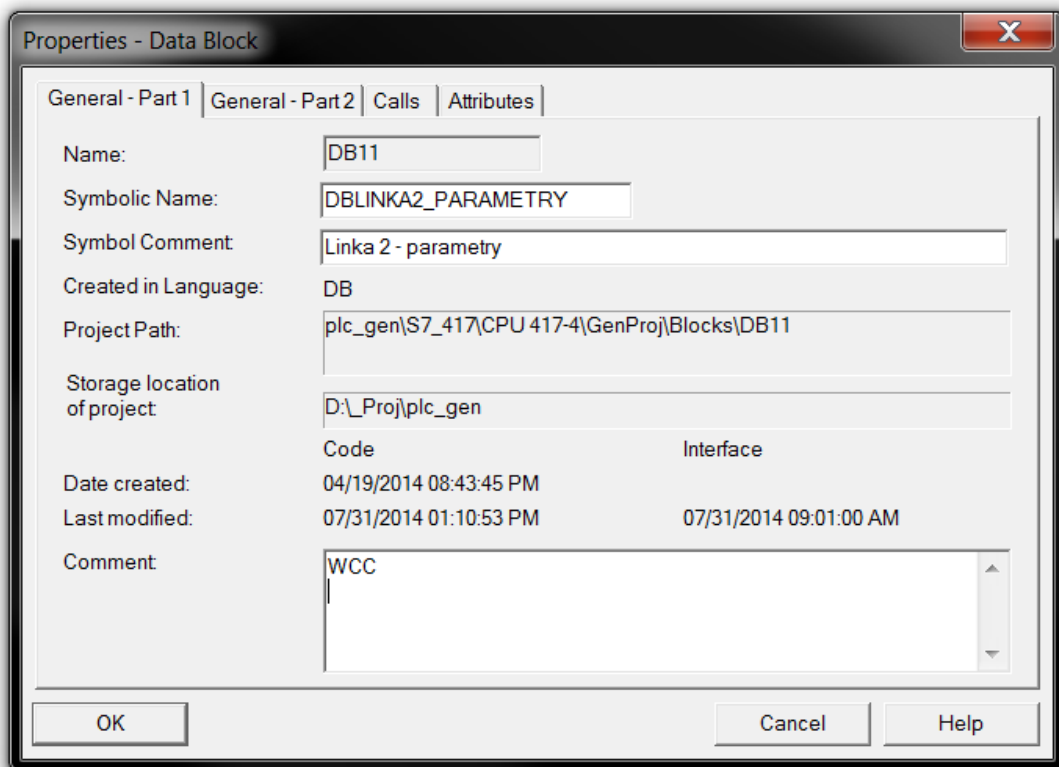 Properties - Data Block
X
General - Part 1 General - Part 2 Calls Attributes
Name: DB11
Symbolic Name: DBLINKA2_PARAMETRY
Symbol Comment: Linka 2 - parametry
Created in Language: DB
Project Path: plc_gen\S7_417\CPU 417-4\GenProj\Blocks\DB11
Storage location
of project: D:\_Proj\plc_gen
Code Interface
Date created: 04/19/2014 08:43:45 PM
Last modified: 07/31/2014 01:10:53 PM 07/31/2014 09:01:00 AM
Comment: WCC
OK Cancel Help